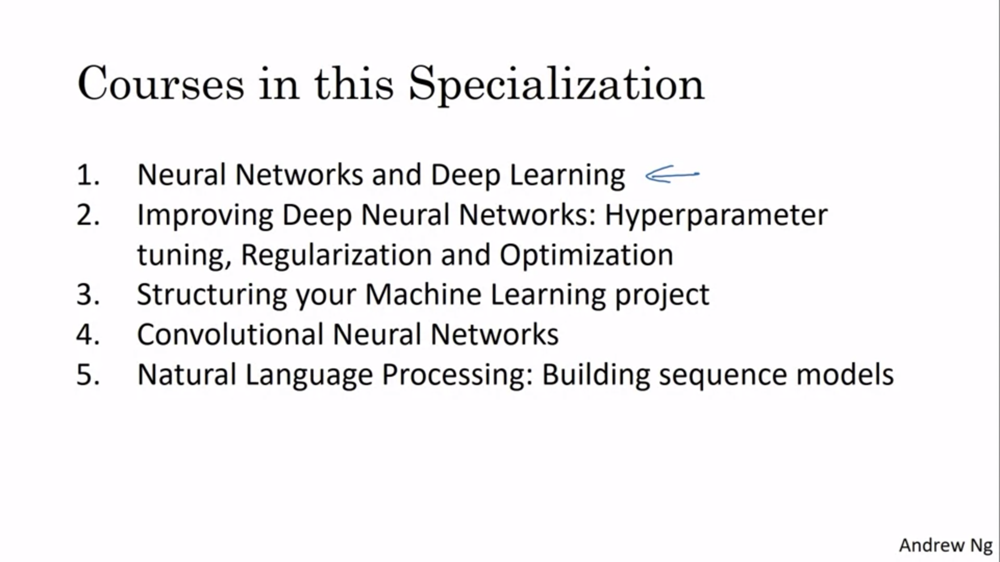 Courses in this Specialization
1. Neural Networks and Deep Learning
2. Improving Deep Neural Networks: Hyperparameter
tuning, Regularization and Optimization
3. Structuring your Machine Learning project
4. Convolutional Neural Networks
5. Natural Language Processing: Building sequence models
Andrew Ng